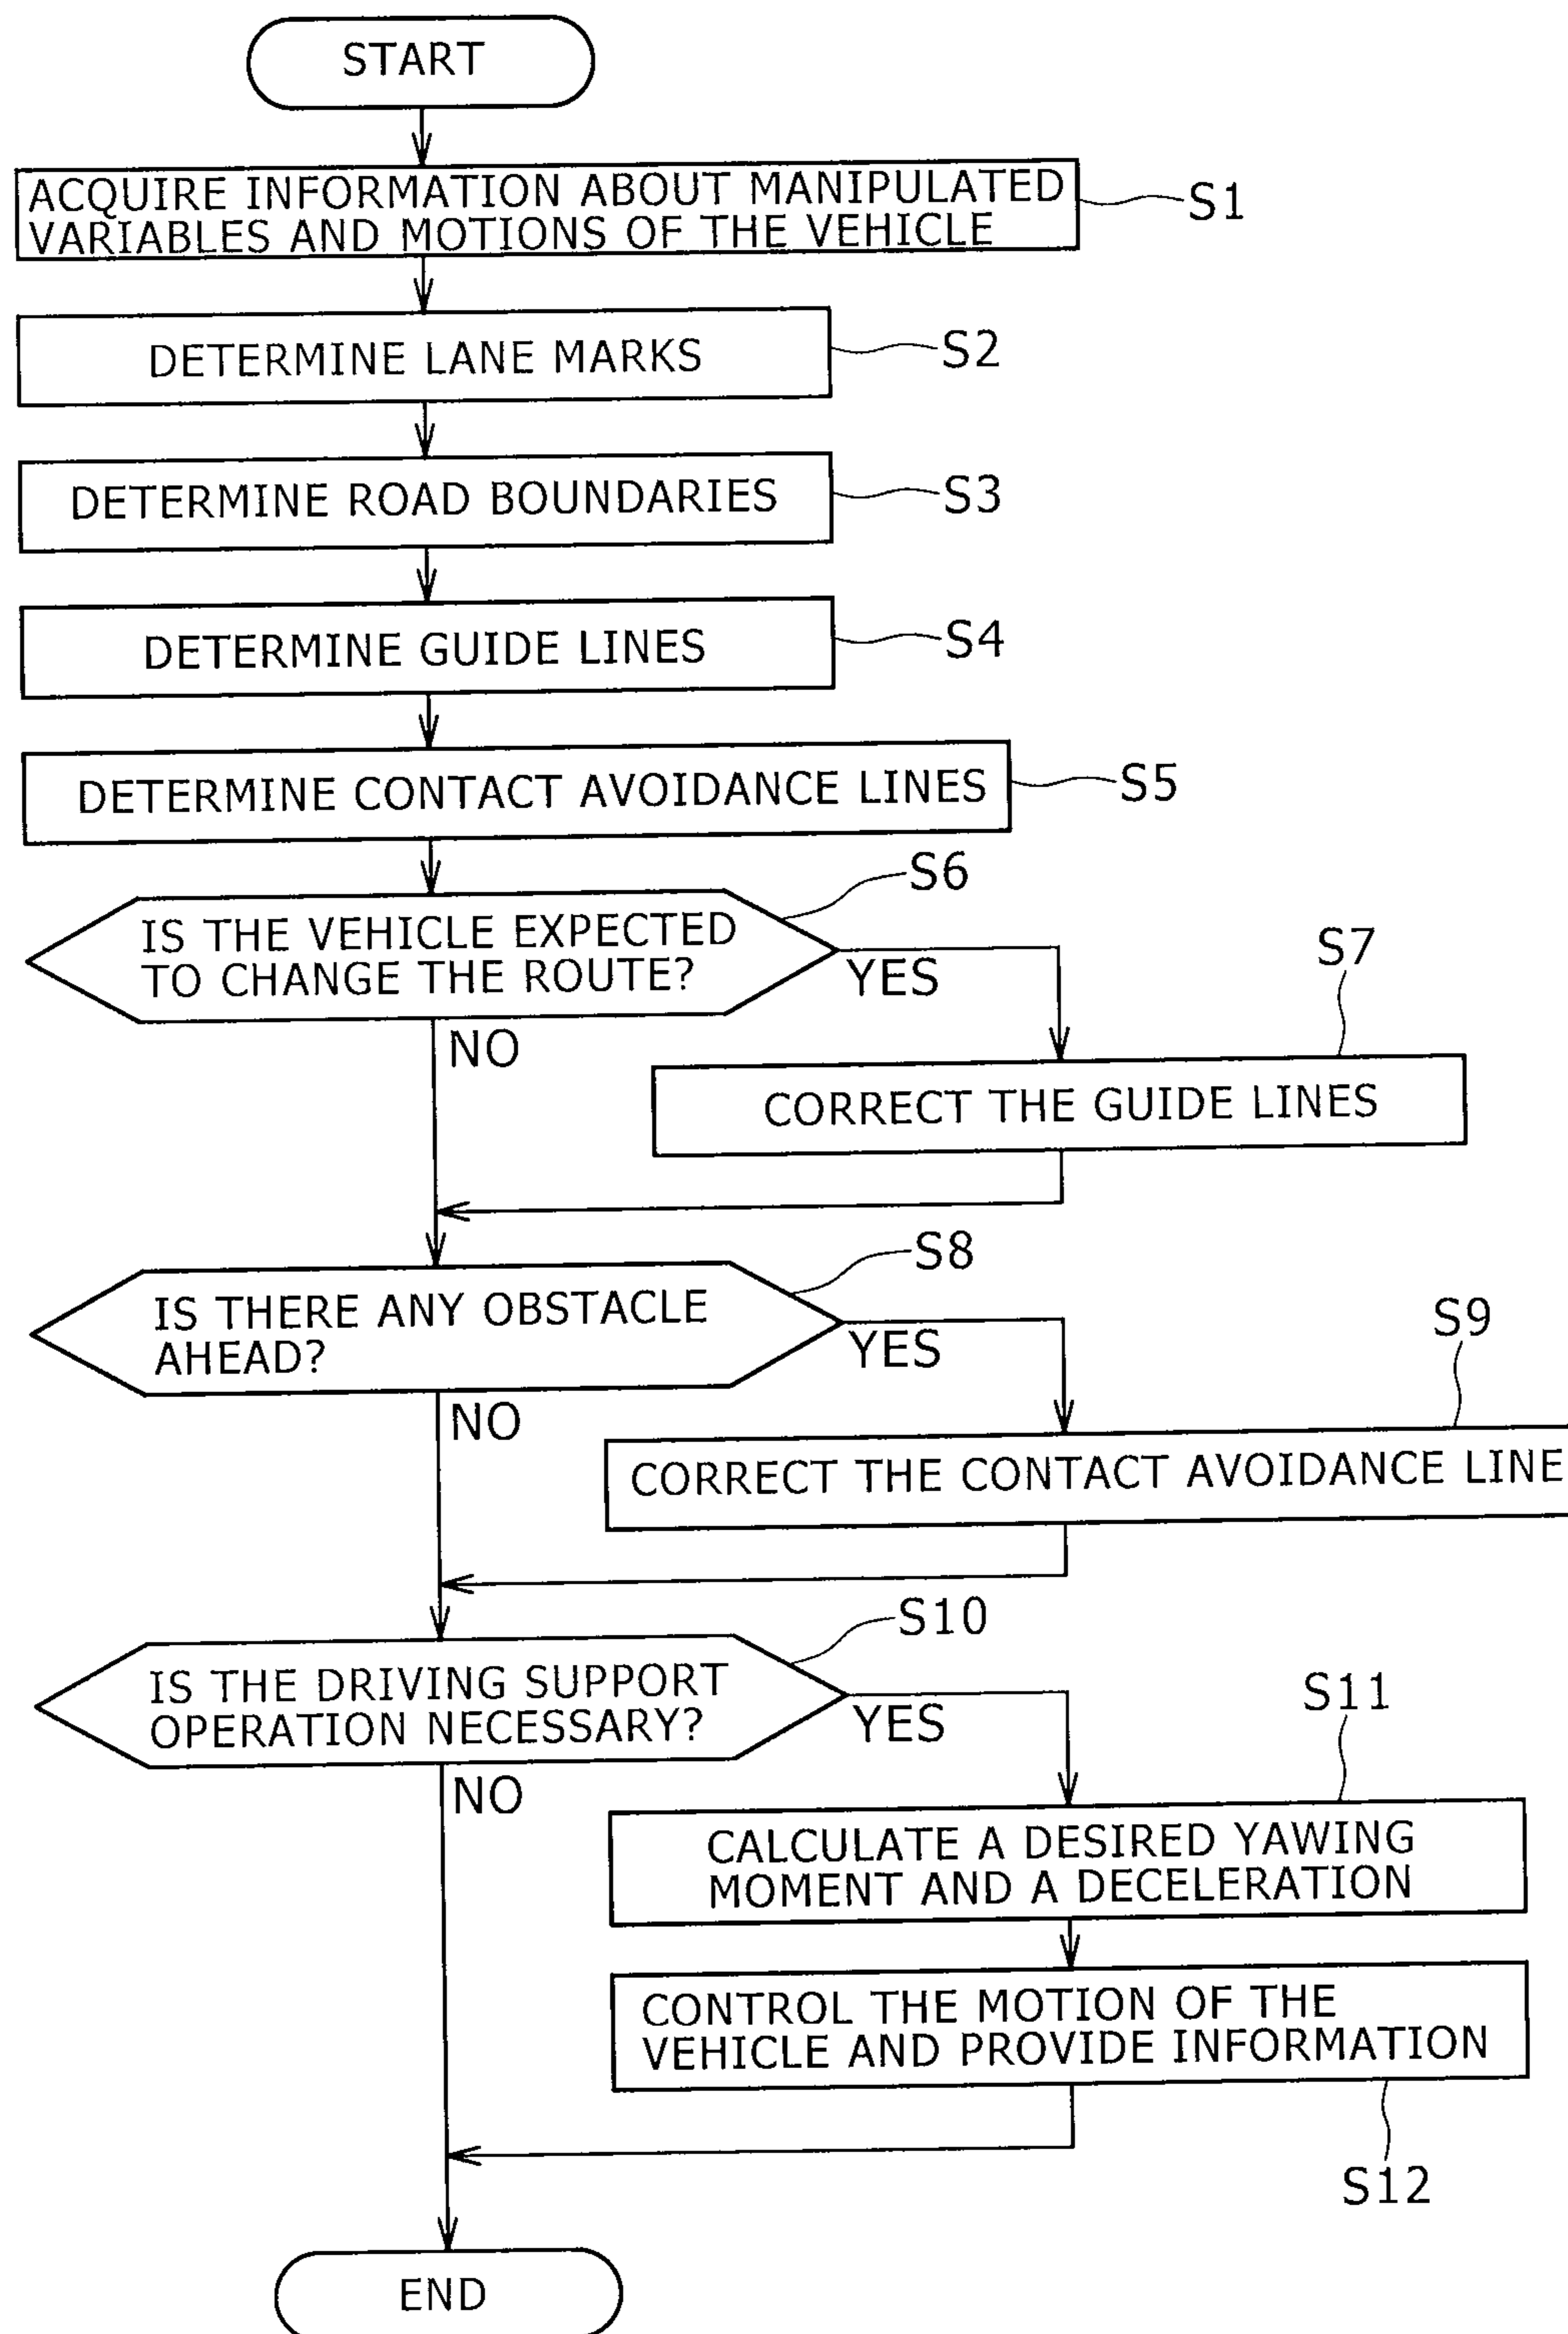 START
ACQUIRE INFORMATION ABOUT MANIPULATED
VARIABLES AND MOTIONS OF THE VEHICLE
S1
DETERMINE LANE MARKS
S2
DETERMINE ROAD BOUNDARIES
S3
DETERMINE GUIDE LINES
S4
DETERMINE CONTACT AVOIDANCE LINES
S5
S6
IS THE VEHICLE EXPECTED
TO CHANGE THE ROUTE?
YES
NO
S7
CORRECT THE GUIDE LINES
S8
IS THERE ANY OBSTACLE
AHEAD?
YES
NO
S9
CORRECT THE CONTACT AVOIDANCE LINE
S10
IS THE DRIVING SUPPORT
OPERATION NECESSARY?
YES
NO
S11
CALCULATE A DESIRED YAWING
MOMENT AND A DECELERATION
CONTROL THE MOTION OF THE
VEHICLE AND PROVIDE INFORMATION
S12
END